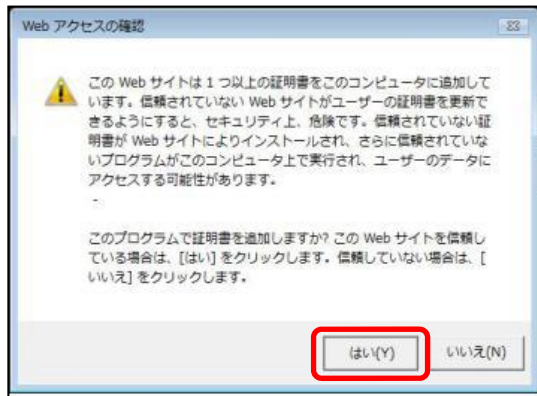 Web アクセスの確認
この Web サイトは 1 つ以上の証明書をこのコンピュータに追加して
います。信頼されていない Web サイトがユーザーの証明書を更新で
きるようにすると、セキュリティ上、危険です。信頼されていない証
明書が Web サイトによりインストールされ、さらに信頼されていな
いプログラムがこのコンピュータ上で実行され、ユーザーのデータに
アクセスする可能性があります。
-
このプログラムで証明書を追加しますか? この Web サイトを信頼し
ている場合は、[はい] をクリックします。信頼していない場合は、[
いいえ] をクリックします。
はい(Y) いいえ(N)